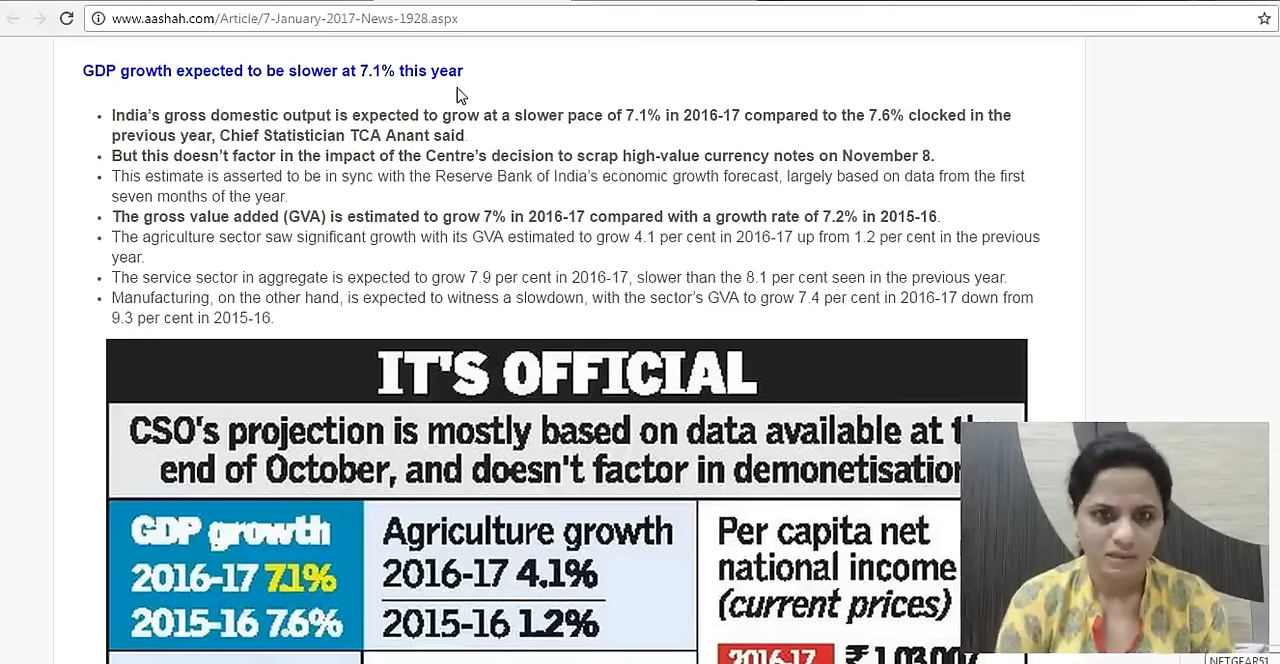 www.aashah.com/Article/7-January-2017-News-1928.aspx
GDP growth expected to be slower at 7.1% this year
India's gross domestic output is expected to grow at a slower pace of 7.1% in 2016-17 compared to the 7.6% clocked in the
previous year, Chief Statistician TCA Anant said.
But this doesn't factor in the impact of the Centre's decision to scrap high-value currency notes on November 8.
This estimate is asserted to be in sync with the Reserve Bank of India's economic growth forecast, largely based on data from the first
seven months of the year.
The gross value added (GVA) is estimated to grow 7% in 2016-17 compared with a growth rate of 7.2% in 2015-16.
The agriculture sector saw significant growth with its GVA estimated to grow 4.1 per cent in 2016-17 up from 1.2 per cent in the previous
year.
The service sector in aggregate is expected to grow 7.9 per cent in 2016-17, slower than the 8.1 per cent seen in the previous year.
Manufacturing, on the other hand, is expected to witness a slowdown, with the sector's GVA to grow 7.4 per cent in 2016-17 down from
9.3 per cent in 2015-16.
IT'S OFFICIAL
CSO's projection is mostly based on data available at
end of October, and doesn't factor in demonetisation
GDP growth
2016-17 7.1%
2015-16 7.6%
Agriculture growth
2016-17 4.1%
2015-16 1.2%
Per capita net
national income
(current prices)
2016-17 ₹1,03,007
NETGEAR51